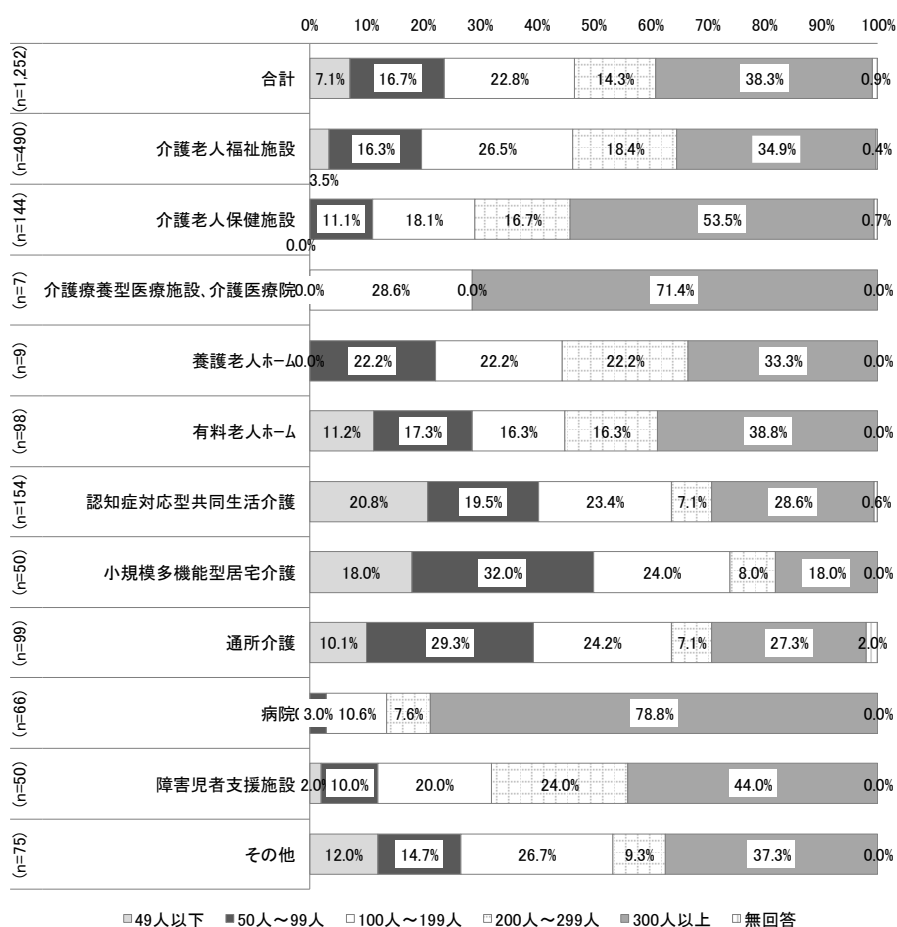 0% 10% 20% 30% 40% 50% 60% 70% 80% 90% 100%
(n=1,252) 合計 7.1% 16.7% 22.8% 14.3% 38.3% 0.9%
(n=490) 介護老人福祉施設 3.5% 16.3% 26.5% 18.4% 34.9% 0.4%
(n=144) 介護老人保健施設 0.0% 11.1% 18.1% 16.7% 53.5% 0.7%
(n=7) 介護療養型医療施設、介護医療院 0.0% 28.6% 0.0% 71.4% 0.0%
(n=9) 養護老人ホーム 0.0% 22.2% 22.2% 22.2% 33.3% 0.0%
(n=98) 有料老人ホーム 11.2% 17.3% 16.3% 16.3% 38.8% 0.0%
(n=154) 認知症対応型共同生活介護 20.8% 19.5% 23.4% 7.1% 28.6% 0.6%
(n=50) 小規模多機能型居宅介護 18.0% 32.0% 24.0% 8.0% 18.0% 0.0%
(n=99) 通所介護 10.1% 29.3% 24.2% 7.1% 27.3% 2.0%
(n=66) 病院 3.0% 10.6% 7.6% 78.8% 0.0%
(n=50) 障害児者支援施設 2.0% 10.0% 20.0% 24.0% 44.0% 0.0%
(n=75) その他 12.0% 14.7% 26.7% 9.3% 37.3% 0.0%
49人以下 50人～99人 100人～199人 200人～299人 300人以上 無回答